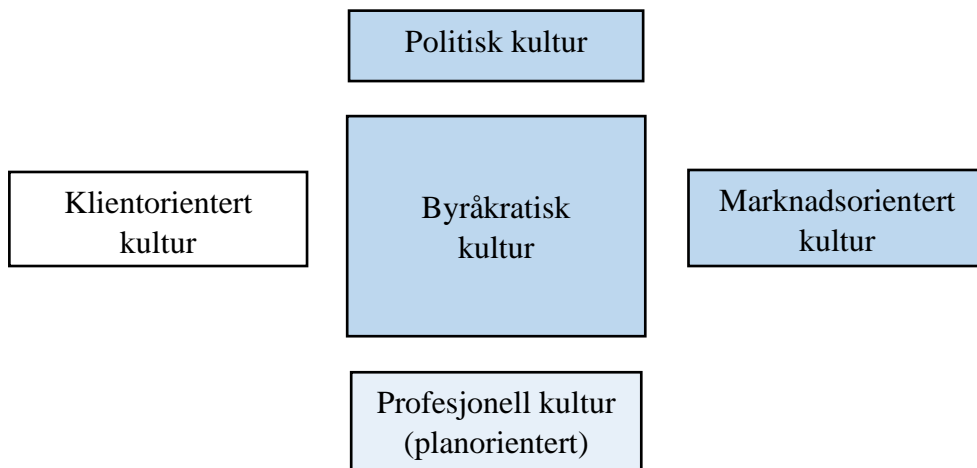 Politisk kultur
Klientorientert
kultur
Byråkratisk
kultur
Marknadsorientert
kultur
Profesjonell kultur
(planorientert)